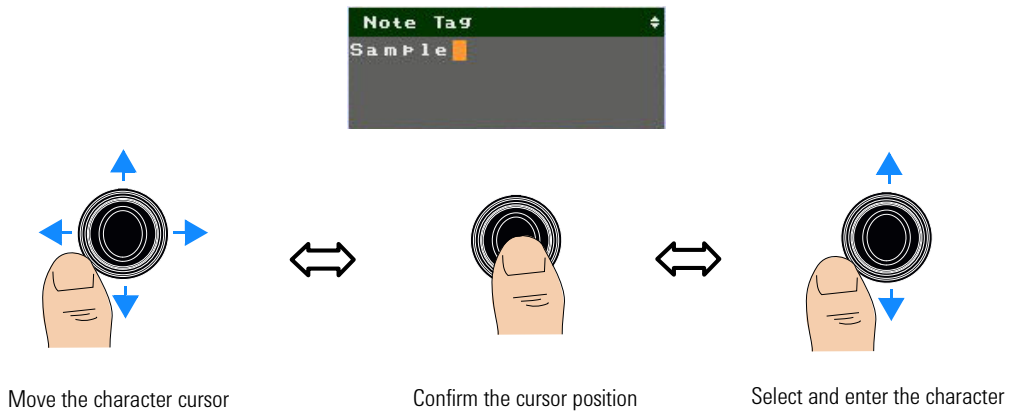 Note Tag
Sample
Move the character cursor
Confirm the cursor position
Select and enter the character